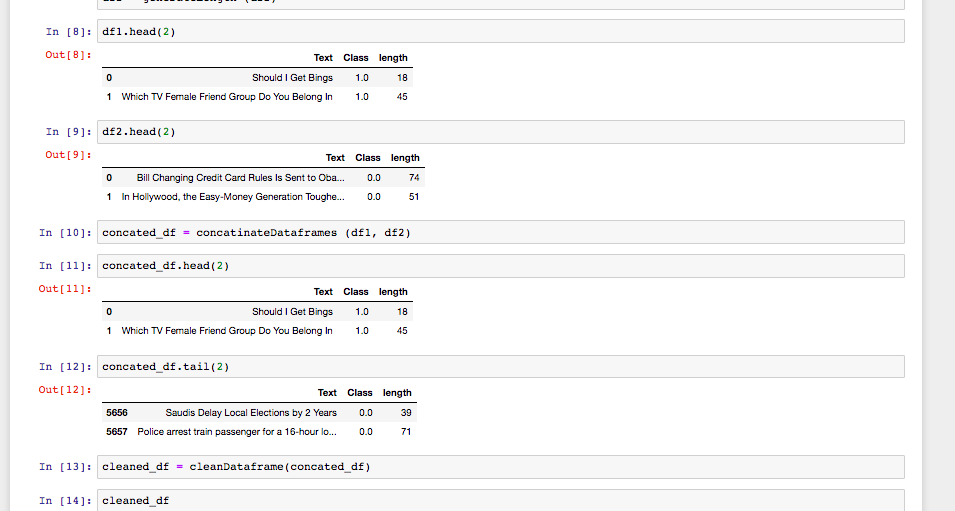 In [8]: df1.head(2)
Out[8]:
Text Class length
0 Should I Get Bings 1.0 18
1 Which TV Female Friend Group Do You Belong In 1.0 45
In [9]: df2.head(2)
Out[9]:
Text Class length
0 Bill Changing Credit Card Rules Is Sent to Oba... 0.0 74
1 In Hollywood, the Easy-Money Generation Toughe... 0.0 51
In [10]: concated_df = concatinateDataframes (df1, df2)
In [11]: concated_df.head(2)
Out[11]:
Text Class length
0 Should I Get Bings 1.0 18
1 Which TV Female Friend Group Do You Belong In 1.0 45
In [12]: concated_df.tail(2)
Out[12]:
Text Class length
5656 Saudis Delay Local Elections by 2 Years 0.0 39
5657 Police arrest train passenger for a 16-hour lo... 0.0 71
In [13]: cleaned_df = cleanDataframe(concated_df)
In [14]: cleaned_df